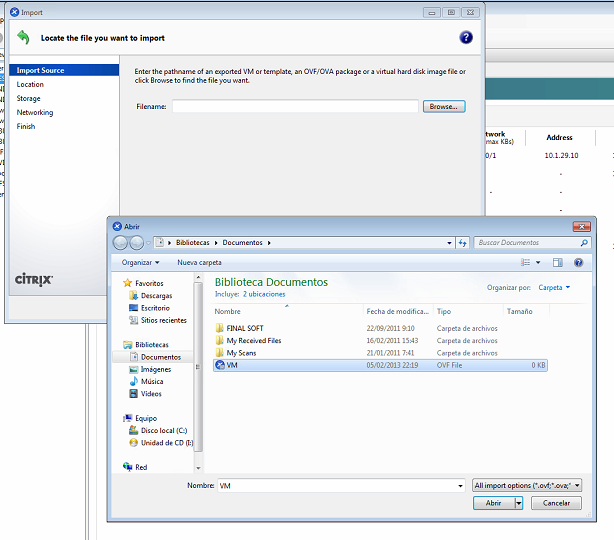 Import
Locate the file you want to import
Import Source
Location
Storage
Networking
Finish
Enter the pathname of an exported VM or template, an OVF/OVA package or a virtual hard disk image file or
click Browse to find the file you want.
Filename:
Browse...
CITRIX
twork
max KBs)
Address
0/1
10.1.29.10
-
-
-
-
-
Abrir
Bibliotecas
Documentos
Buscar Documentos
Organizar
Nueva carpeta
Favoritos
Descargas
Escritorio
Sitios recientes
Bibliotecas
Documentos
Imágenes
Música
Vídeos
Equipo
Disco local (C:)
Unidad de CD (I:)
Red
Biblioteca Documentos
Incluye: 2 ubicaciones
Organizar por: Carpeta
Nombre Fecha de modifica... Tipo Tamaño
FINAL SOFT 22/09/2011 9:10 Carpeta de archivos
My Received Files 16/02/2011 15:43 Carpeta de archivos
My Scans 21/01/2011 7:41 Carpeta de archivos
VM 05/02/2013 22:19 OVF File 0 KB
Nombre: VM
All import options (*.ovf;*.ova;*
Abrir
Cancelar